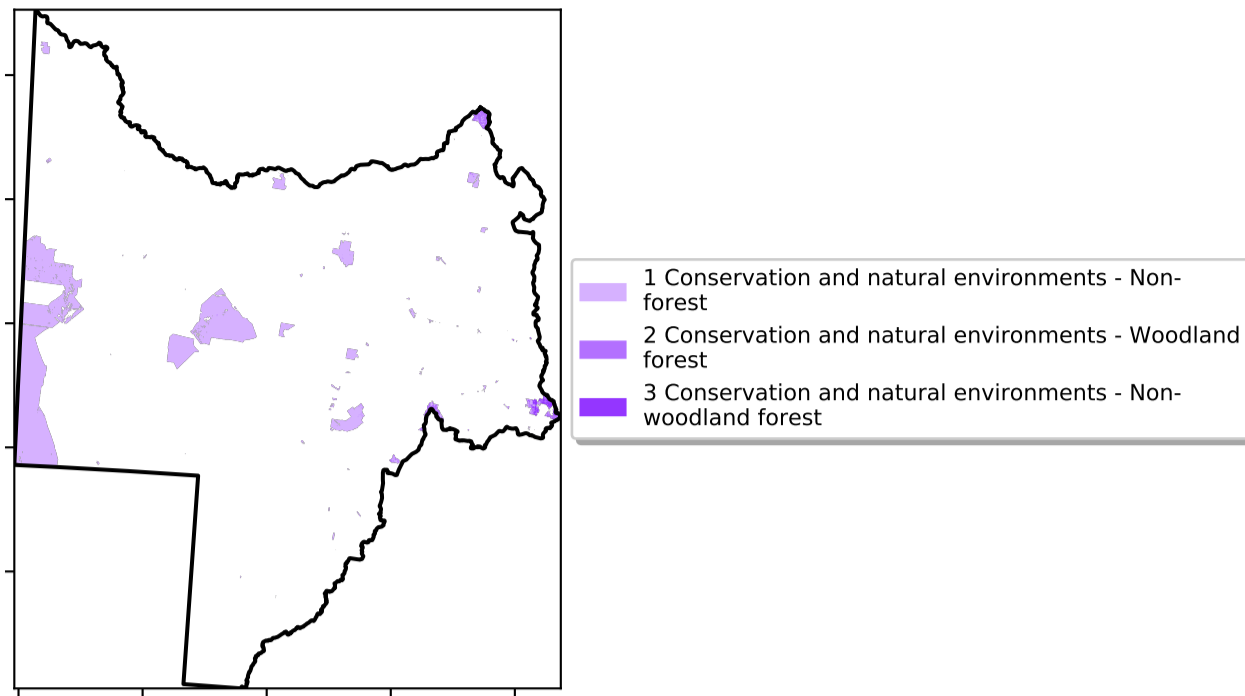 1 Conservation and natural environments - Non-
forest
2 Conservation and natural environments - Woodland
forest
3 Conservation and natural environments - Non-
woodland forest